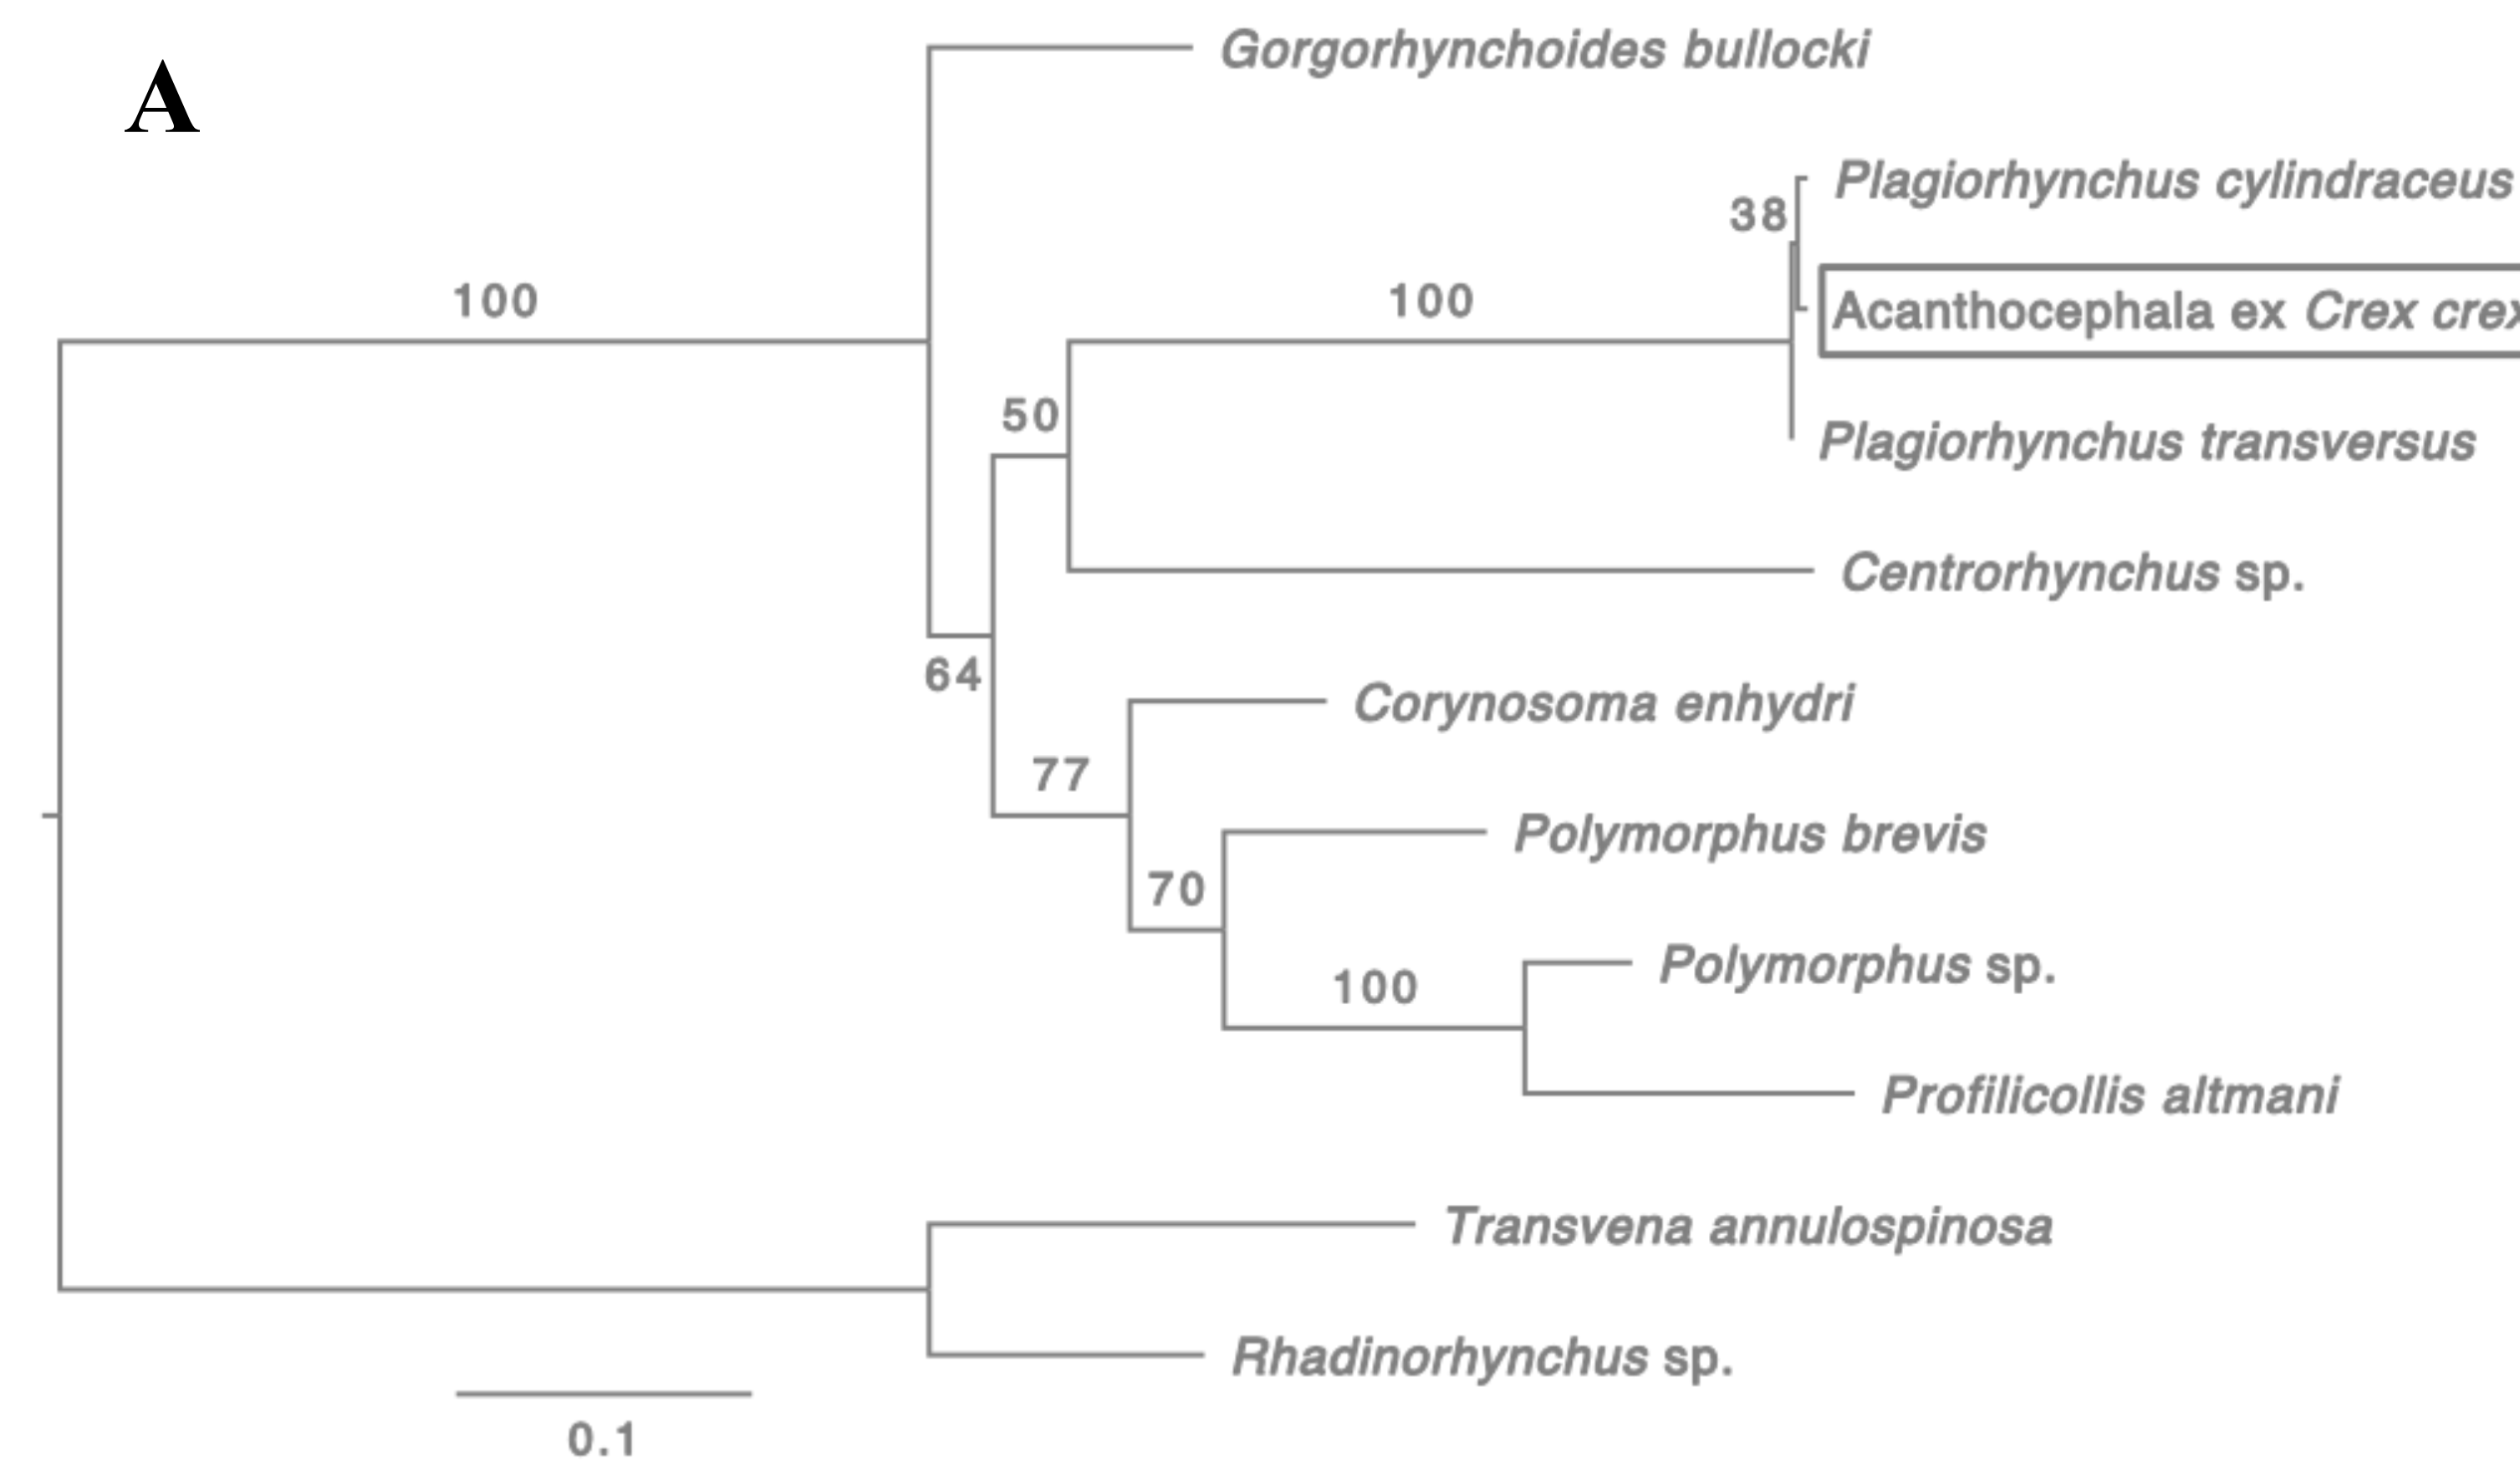 A
Gorgorhynchoides bullocki
Plagiorhynchus cylindraceus
38
Acanthocephala ex Crex crex
100
100
50
Plagiorhynchus transversus
Centrorhynchus sp.
64
Corynosoma enhydri
77
Polymorphus brevis
70
Polymorphus sp.
100
Profilicollis altmani
Transvena annulospinosa
Rhadinorhynchus sp.
0.1